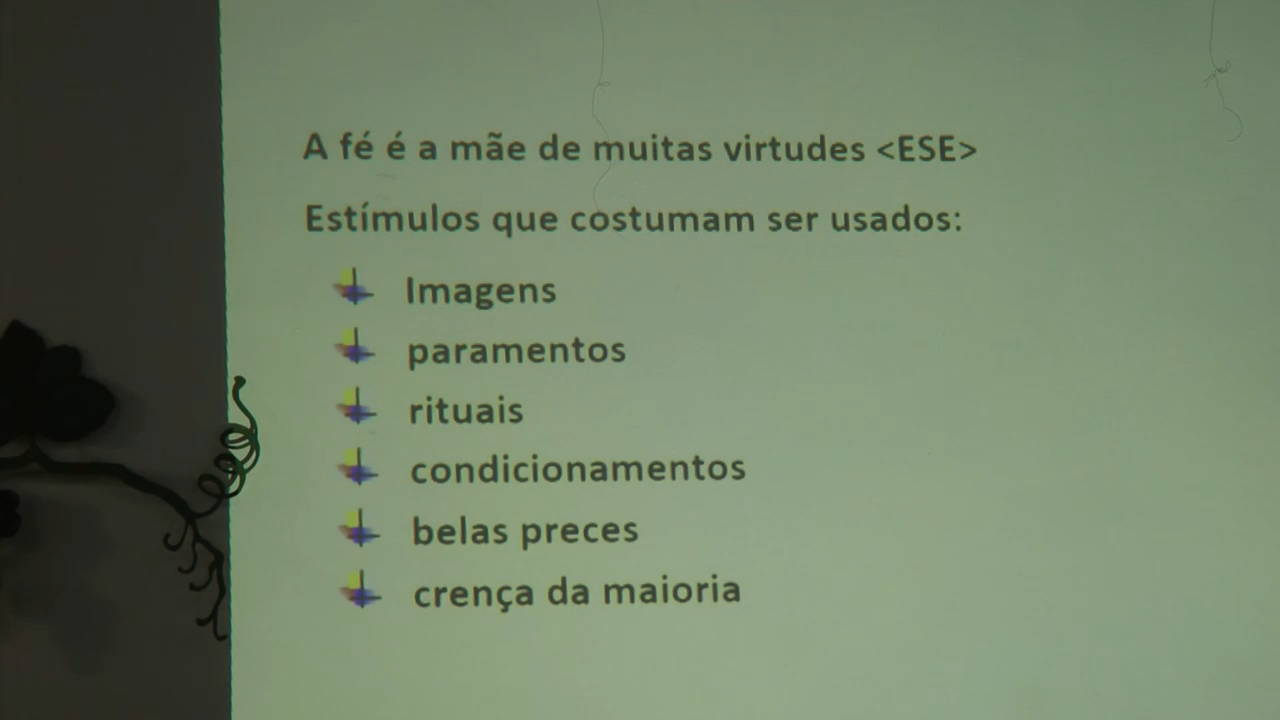 A fé é a mãe de muitas virtudes <ESE>
Estímulos que costumam ser usados:
Imagens
paramentos
rituais
condicionamentos
belas preces
crença da maioria